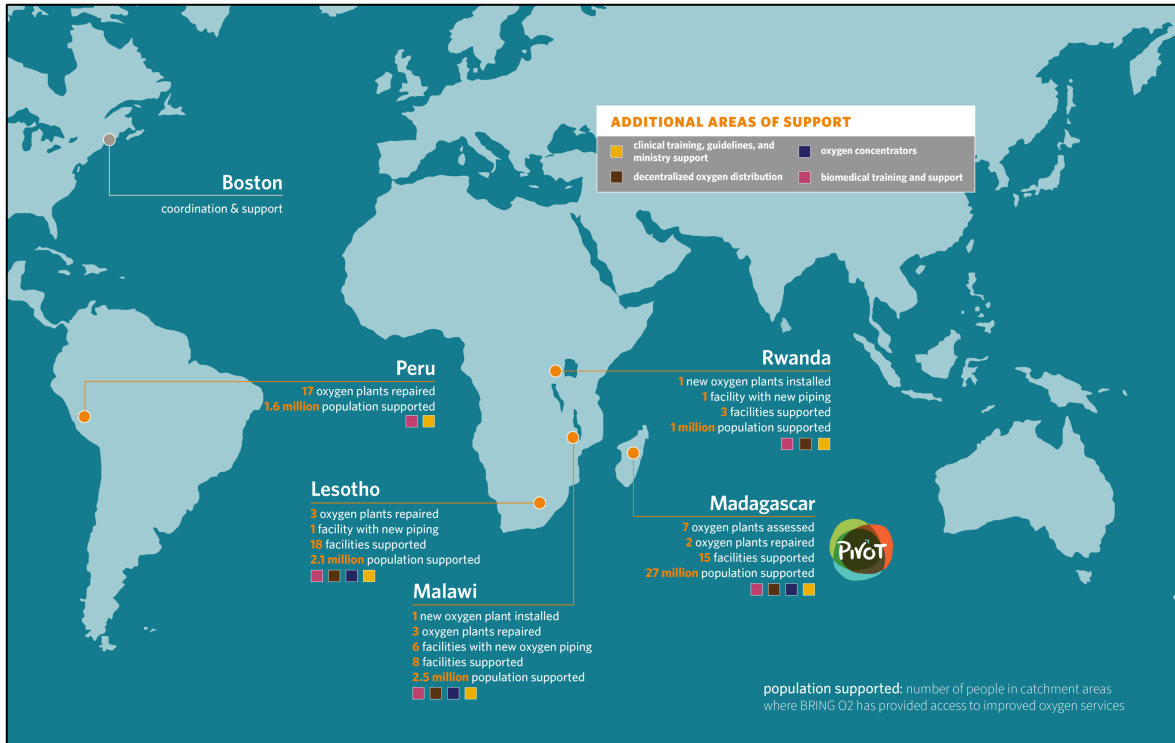 ADDITIONAL AREAS OF SUPPORT
clinical training, guidelines, and
ministry support
oxygen concentrators
decentralized oxygen distribution
biomedical training and support
Boston
coordination & support
Peru
17 oxygen plants repaired
1.6 million population supported
Rwanda
1 new oxygen plants installed
1 facility with new piping
3 facilities supported
1 million population supported
Lesotho
3 oxygen plants repaired
1 facility with new piping
18 facilities supported
2.1 million population supported
Madagascar
7 oxygen plants assessed
2 oxygen plants repaired
15 facilities supported
27 million population supported
PIVOT
Malawi
1 new oxygen plant installed
3 oxygen plants repaired
6 facilities with new oxygen piping
8 facilities supported
2.5 million population supported
population supported: number of people in catchment areas
where BRING O2 has provided access to improved oxygen services